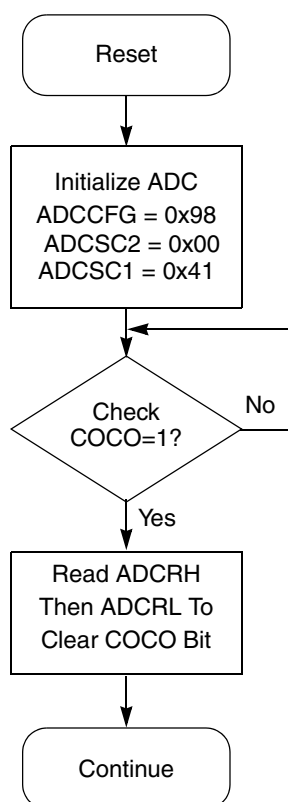 Reset
Initialize ADC
ADCCFG = 0x98
ADCSC2 = 0x00
ADCSC1 = 0x41
Check
COCO=1?
No
Yes
Read ADCRH
Then ADCRL To
Clear COCO Bit
Continue